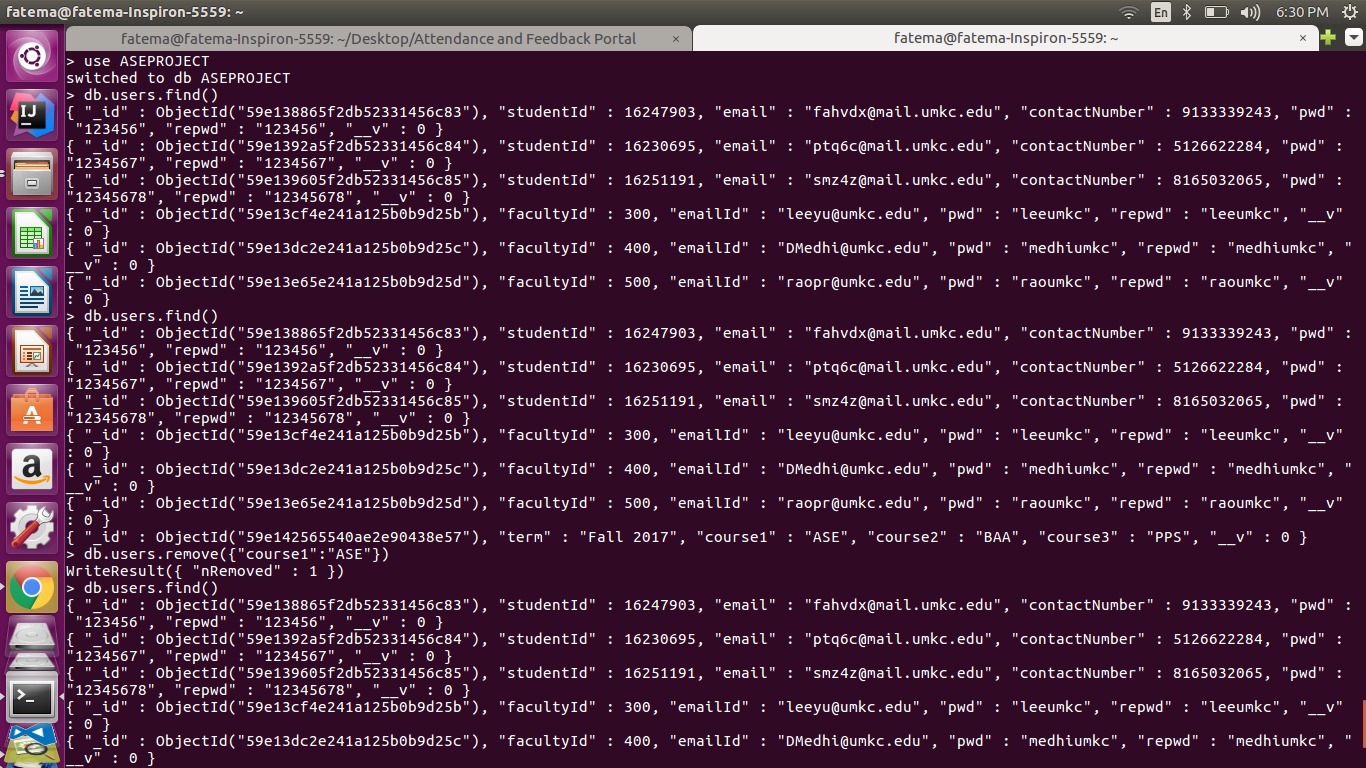 fatema@fatema-Inspiron-5559: ~
En
6:30 PM
fatema@fatema-Inspiron-5559: ~/Desktop/Attendance and Feedback Portal ×
fatema@fatema-Inspiron-5559: ~ ×
> use ASEPROJECT
switched to db ASEPROJECT
> db.users.find()
{ "_id" : ObjectId("59e138865f2db52331456c83"), "studentId" : 16247903, "email" : "fahvdx@mail.umkc.edu", "contactNumber" : 9133339243, "pwd" :
 "123456", "repwd" : "123456", "__v" : 0 }
{ "_id" : ObjectId("59e1392a5f2db52331456c84"), "studentId" : 16230695, "email" : "ptq6c@mail.umkc.edu", "contactNumber" : 5126622284, "pwd" :
"1234567", "repwd" : "1234567", "__v" : 0 }
{ "_id" : ObjectId("59e139605f2db52331456c85"), "studentId" : 16251191, "email" : "smz4z@mail.umkc.edu", "contactNumber" : 8165032065, "pwd" :
"12345678", "repwd" : "12345678", "__v" : 0 }
{ "_id" : ObjectId("59e13cf4e241a125b0b9d25b"), "facultyId" : 300, "emailId" : "leeyu@umkc.edu", "pwd" : "leeumkc", "repwd" : "leeumkc", "__v"
: 0 }
{ "_id" : ObjectId("59e13dc2e241a125b0b9d25c"), "facultyId" : 400, "emailId" : "DMedhi@umkc.edu", "pwd" : "medhiumkc", "repwd" : "medhiumkc", "
__v" : 0 }
{ "_id" : ObjectId("59e13e65e241a125b0b9d25d"), "facultyId" : 500, "emailId" : "raopr@umkc.edu", "pwd" : "raoumkc", "repwd" : "raoumkc", "__v"
: 0 }
> db.users.find()
{ "_id" : ObjectId("59e138865f2db52331456c83"), "studentId" : 16247903, "email" : "fahvdx@mail.umkc.edu", "contactNumber" : 9133339243, "pwd" :
 "123456", "repwd" : "123456", "__v" : 0 }
{ "_id" : ObjectId("59e1392a5f2db52331456c84"), "studentId" : 16230695, "email" : "ptq6c@mail.umkc.edu", "contactNumber" : 5126622284, "pwd" :
"1234567", "repwd" : "1234567", "__v" : 0 }
{ "_id" : ObjectId("59e139605f2db52331456c85"), "studentId" : 16251191, "email" : "smz4z@mail.umkc.edu", "contactNumber" : 8165032065, "pwd" :
"12345678", "repwd" : "12345678", "__v" : 0 }
{ "_id" : ObjectId("59e13cf4e241a125b0b9d25b"), "facultyId" : 300, "emailId" : "leeyu@umkc.edu", "pwd" : "leeumkc", "repwd" : "leeumkc", "__v"
: 0 }
{ "_id" : ObjectId("59e13dc2e241a125b0b9d25c"), "facultyId" : 400, "emailId" : "DMedhi@umkc.edu", "pwd" : "medhiumkc", "repwd" : "medhiumkc", "
__v" : 0 }
{ "_id" : ObjectId("59e13e65e241a125b0b9d25d"), "facultyId" : 500, "emailId" : "raopr@umkc.edu", "pwd" : "raoumkc", "repwd" : "raoumkc", "__v"
: 0 }
{ "_id" : ObjectId("59e142565540ae2e90438e57"), "term" : "Fall 2017", "course1" : "ASE", "course2" : "BAA", "course3" : "PPS", "__v" : 0 }
> db.users.remove({"course1":"ASE"})
WriteResult({ "nRemoved" : 1 })
> db.users.find()
{ "_id" : ObjectId("59e138865f2db52331456c83"), "studentId" : 16247903, "email" : "fahvdx@mail.umkc.edu", "contactNumber" : 9133339243, "pwd" :
 "123456", "repwd" : "123456", "__v" : 0 }
{ "_id" : ObjectId("59e1392a5f2db52331456c84"), "studentId" : 16230695, "email" : "ptq6c@mail.umkc.edu", "contactNumber" : 5126622284, "pwd" :
"1234567", "repwd" : "1234567", "__v" : 0 }
{ "_id" : ObjectId("59e139605f2db52331456c85"), "studentId" : 16251191, "email" : "smz4z@mail.umkc.edu", "contactNumber" : 8165032065, "pwd" :
"12345678", "repwd" : "12345678", "__v" : 0 }
{ "_id" : ObjectId("59e13cf4e241a125b0b9d25b"), "facultyId" : 300, "emailId" : "leeyu@umkc.edu", "pwd" : "leeumkc", "repwd" : "leeumkc", "__v"
: 0 }
{ "_id" : ObjectId("59e13dc2e241a125b0b9d25c"), "facultyId" : 400, "emailId" : "DMedhi@umkc.edu", "pwd" : "medhiumkc", "repwd" : "medhiumkc", "
__v" : 0 }